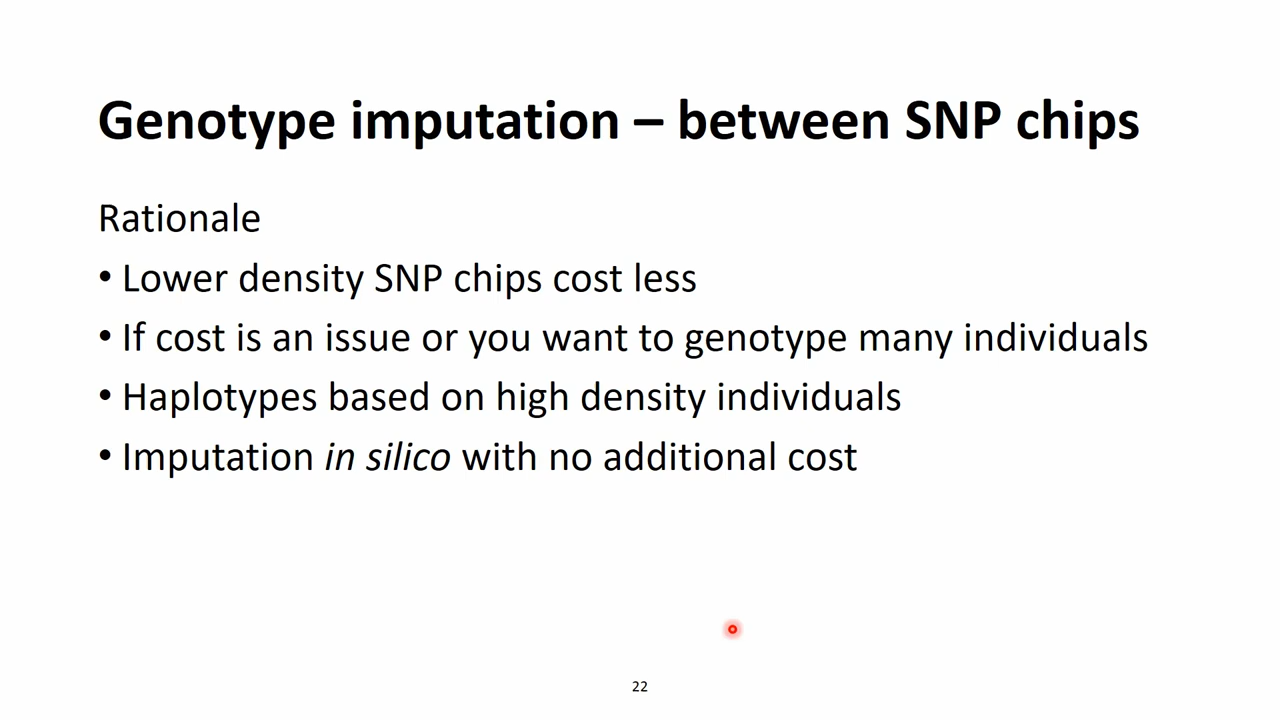 Genotype imputation – between SNP chips
Rationale
• Lower density SNP chips cost less
• If cost is an issue or you want to genotype many individuals
• Haplotypes based on high density individuals
• Imputation in silico with no additional cost
22